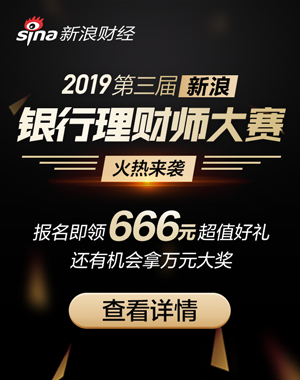 sina 新浪财经
2019第三届 新浪
银行理财师大赛
火热来袭
报名即领666元超值好礼
还有机会拿万元大奖
查看详情